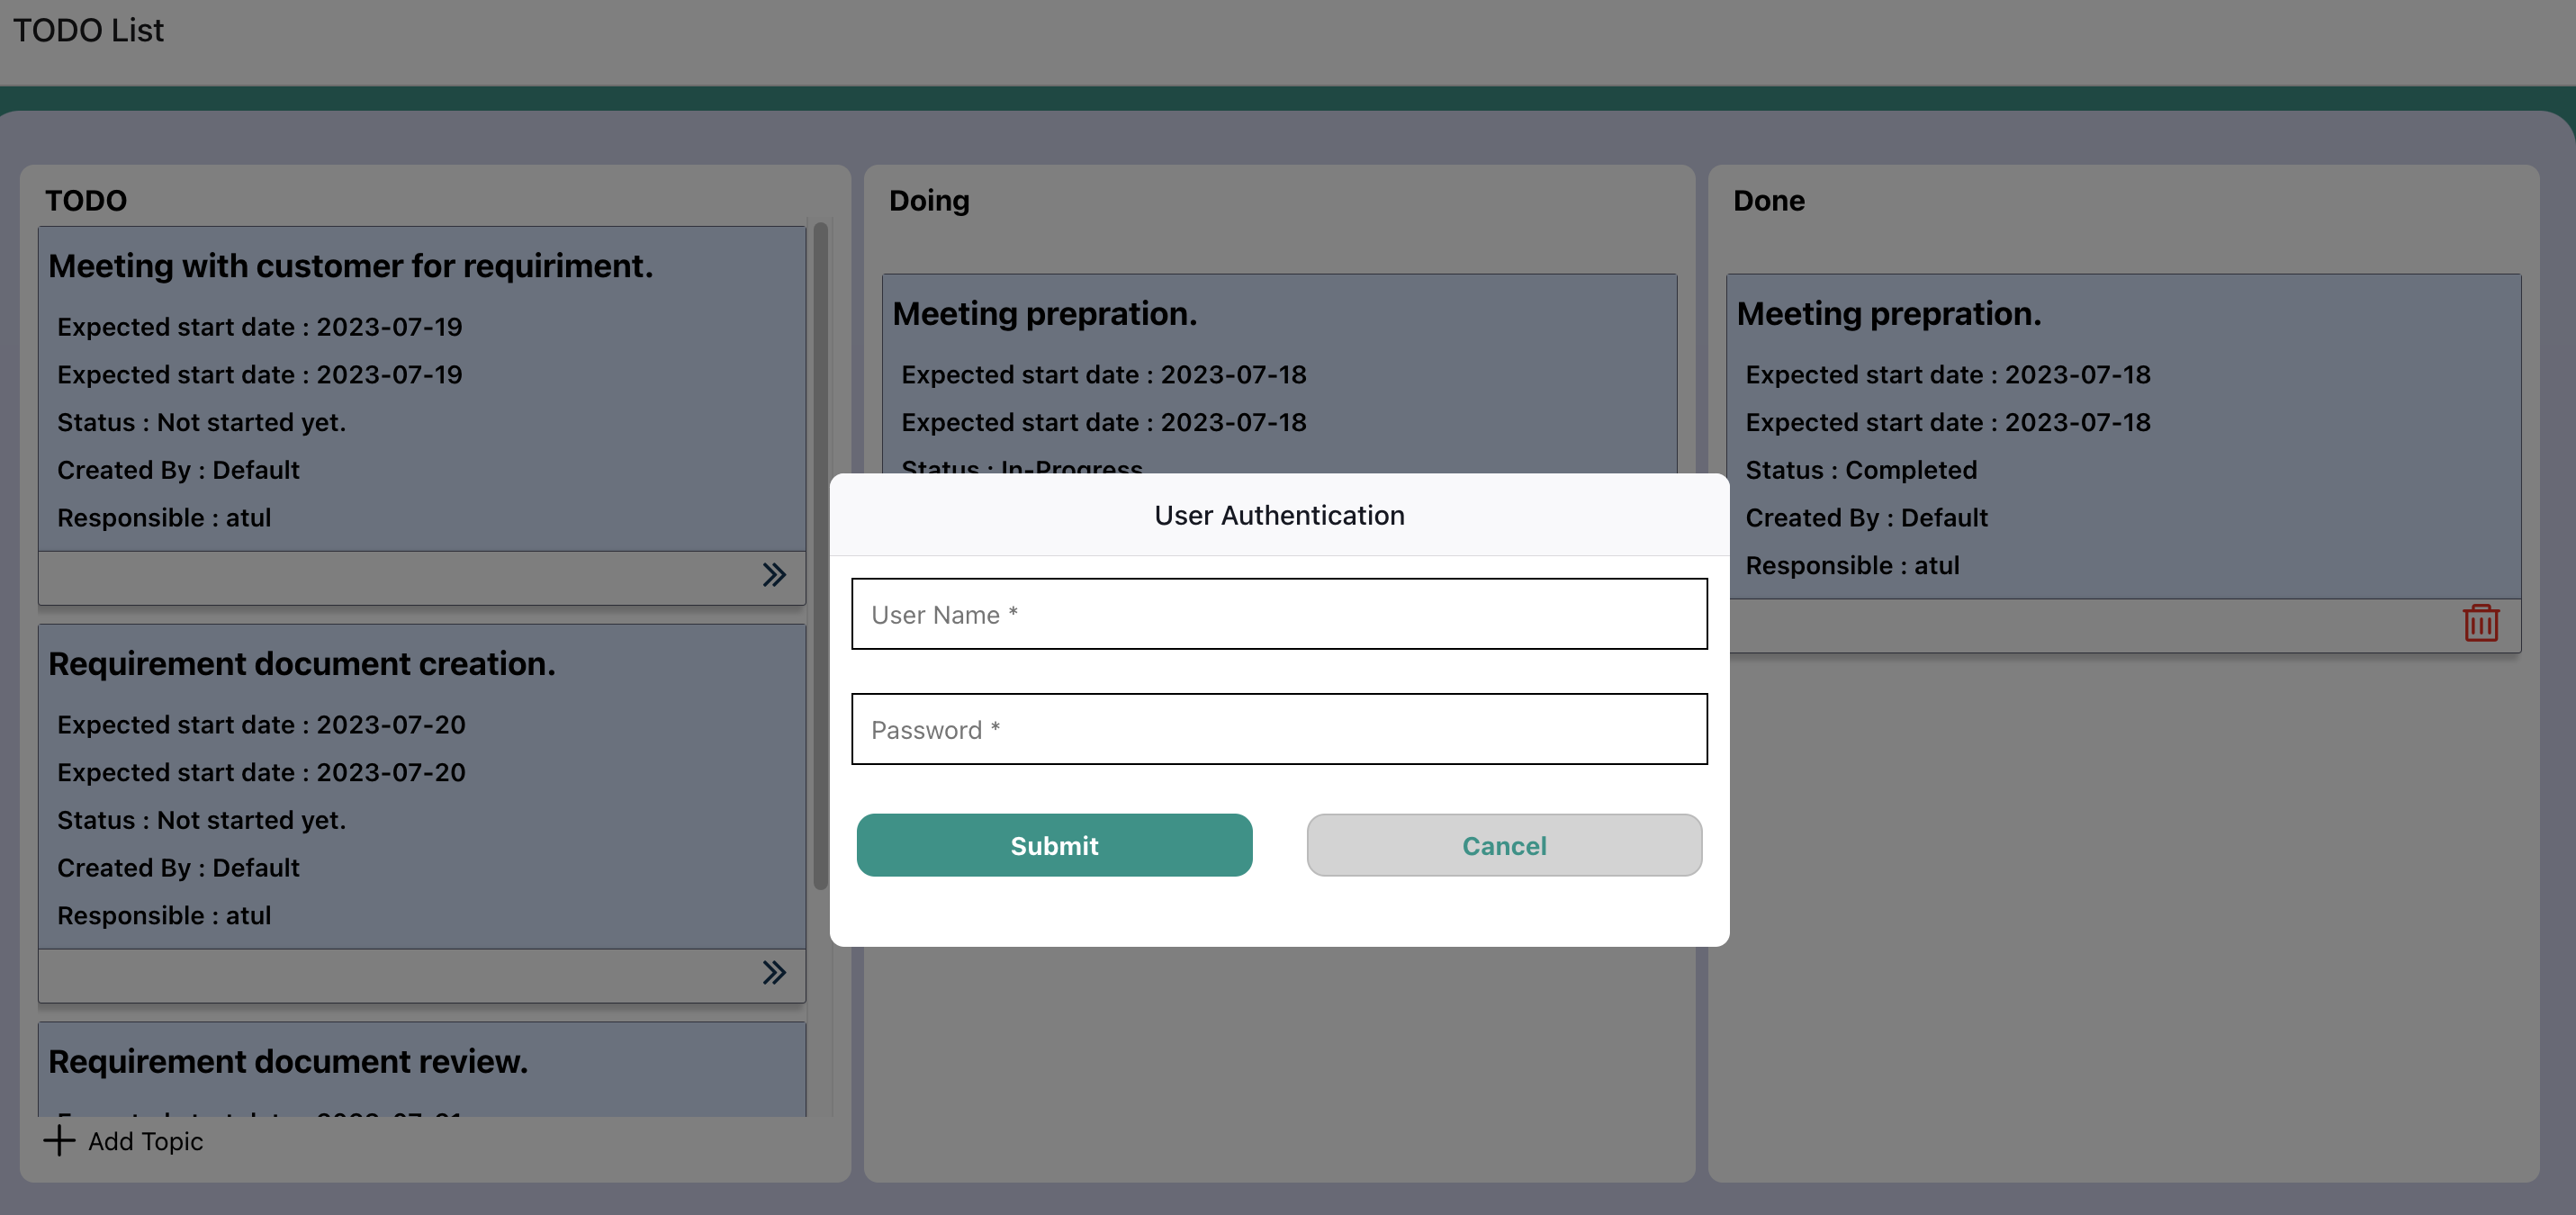 TODO List
TODO
Meeting with customer for requiriment.
Expected start date : 2023-07-19
Expected start date : 2023-07-19
Status : Not started yet.
Created By : Default
Responsible : atul
Requirement document creation.
Expected start date : 2023-07-20
Expected start date : 2023-07-20
Status : Not started yet.
Created By : Default
Responsible : atul
Requirement document review.
Add Topic
Doing
Meeting prepration.
Expected start date : 2023-07-18
Expected start date : 2023-07-18
Status : In-Progress
Done
Meeting prepration.
Expected start date : 2023-07-18
Expected start date : 2023-07-18
Status : Completed
Created By : Default
Responsible : atul
User Authentication
User Name *
Password *
Submit
Cancel